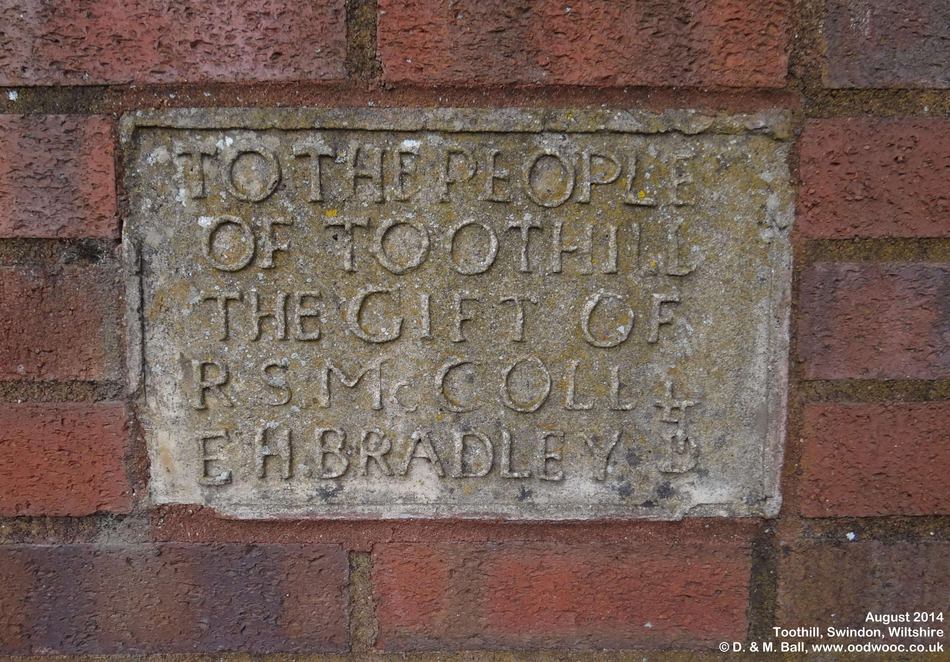 TO THE PEOPLE
OF TOOTHILL
THE GIFT OF
R S McCOLL LTD
E H BRADLEY
August 2014
Toothill, Swindon, Wiltshire
© D. & M. Ball, www.oodwooc.co.uk